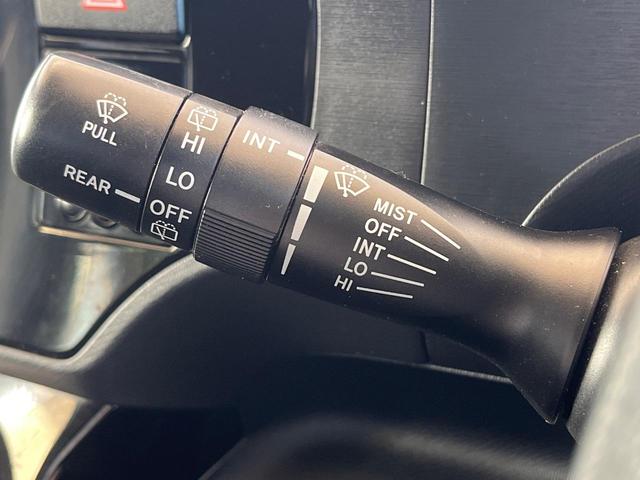 PULL
REAR
HI
LO
OFF
INT
MIST
OFF
INT
LO
HI